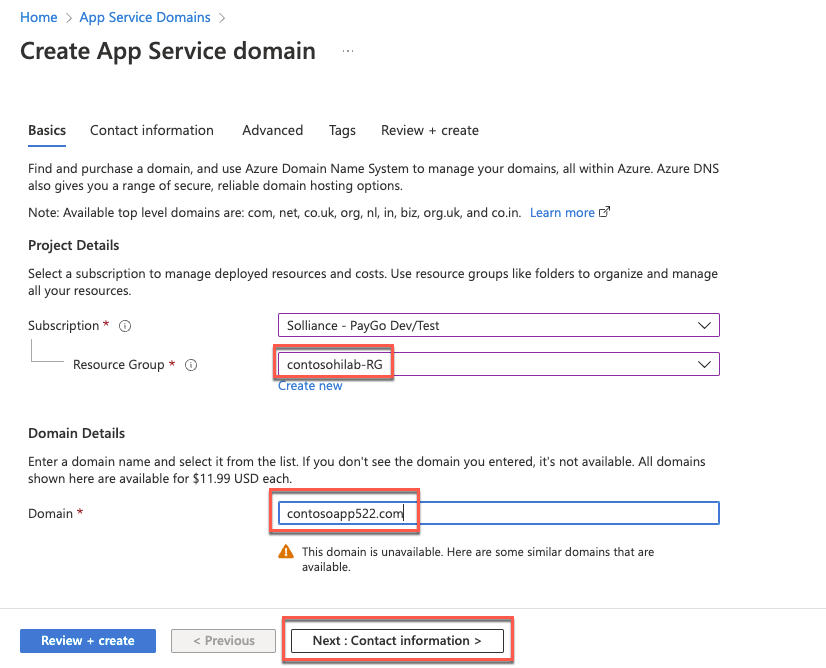 Home > App Service Domains >
Create App Service domain ...
Basics Contact information Advanced Tags Review + create
Find and purchase a domain, and use Azure Domain Name System to manage your domains, all within Azure. Azure DNS
also gives you a range of secure, reliable domain hosting options.
Note: Available top level domains are: com, net, co.uk, org, nl, in, biz, org.uk, and co.in. Learn more
Project Details
Select a subscription to manage deployed resources and costs. Use resource groups like folders to organize and manage
all your resources.
Subscription * Solliance - PayGo Dev/Test
Resource Group * contosohilab-RG
Create new
Domain Details
Enter a domain name and select it from the list. If you don't see the domain you entered, it's not available. All domains
shown here are available for $11.99 USD each.
Domain * contosoapp522.com
This domain is unavailable. Here are some similar domains that are
available.
Review + create < Previous Next : Contact information >